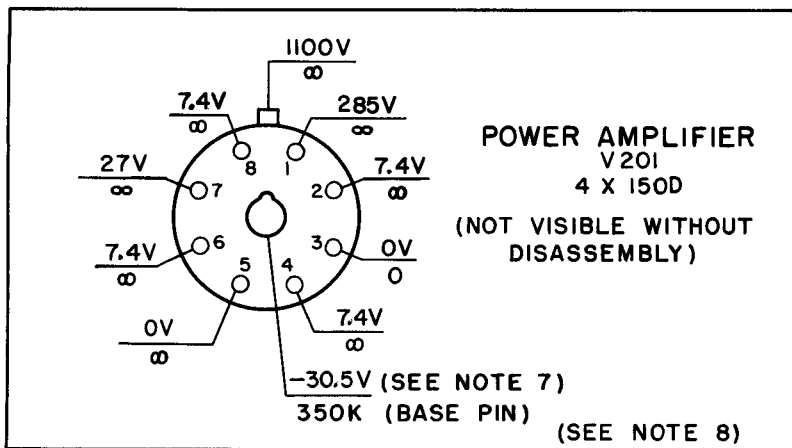 1100V
∞
7.4V
∞
285V
∞
POWER AMPLIFIER
V201
4 X 150D
(NOT VISIBLE WITHOUT
DISASSEMBLY)
27V
∞
7.4V
∞
8
1
7
2
6
3
5
4
7.4V
∞
0V
0
0V
∞
7.4V
∞
-30.5V (SEE NOTE 7)
350K (BASE PIN)
(SEE NOTE 8)